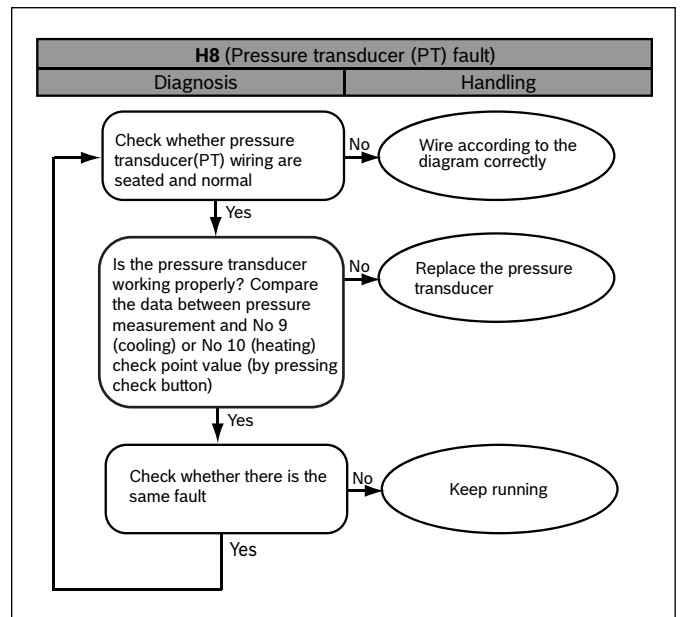 H8 (Pressure transducer (PT) fault)
Diagnosis
Handling
Check whether pressure
transducer(PT) wiring are
seated and normal
No
Wire according to the
diagram correctly
Yes
Is the pressure transducer
working properly? Compare
the data between pressure
measurement and No 9
(cooling) or No 10 (heating)
check point value (by pressing
check button)
No
Replace the pressure
transducer
Yes
Check whether there is the
same fault
No
Keep running
Yes